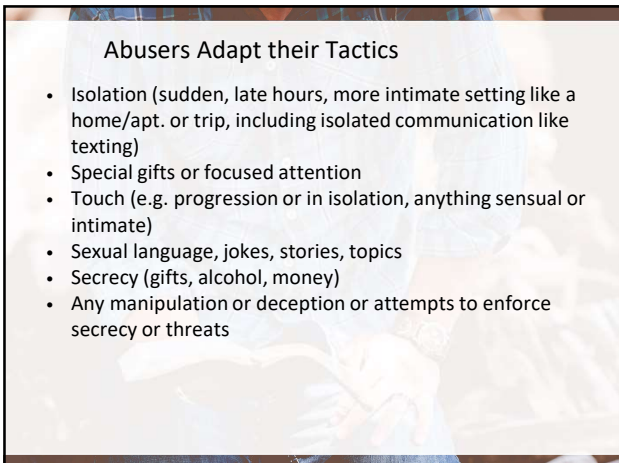 Abusers Adapt their Tactics
• Isolation (sudden, late hours, more intimate setting like a
home/apt. or trip, including isolated communication like
texting)
• Special gifts or focused attention
• Touch (e.g. progression or in isolation, anything sensual or
intimate)
• Sexual language, jokes, stories, topics
• Secrecy (gifts, alcohol, money)
• Any manipulation or deception or attempts to enforce
secrecy or threats